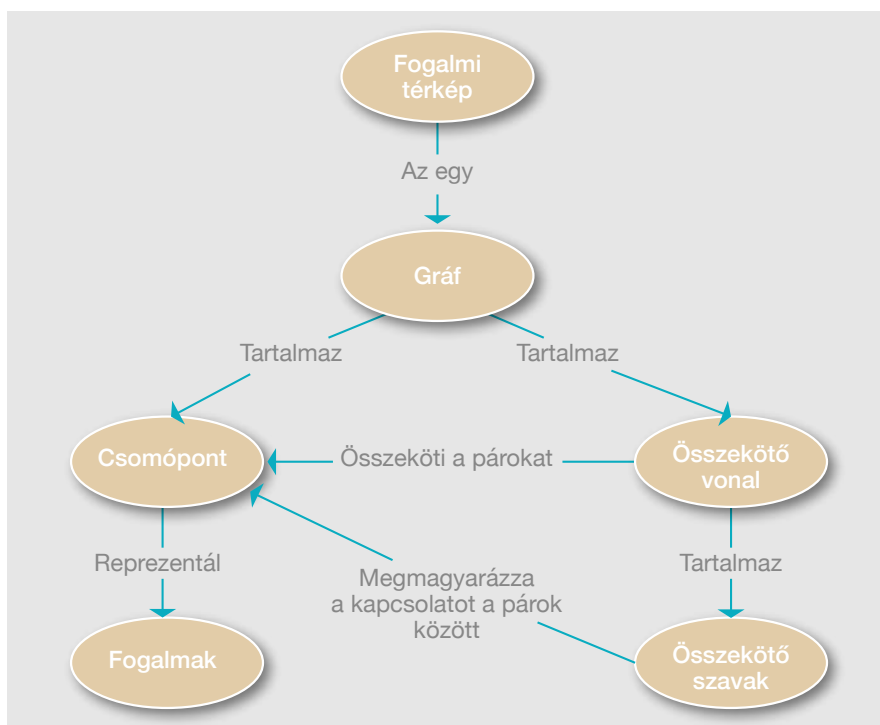 Fogalmi
térkép
Az egy
Gráf
Tartalmaz
Tartalmaz
Csomópont
Összeköti a párokat
Összekötő
vonal
Reprezentál
Megmagyarázza
a kapcsolatot a párok
között
Tartalmaz
Fogalmak
Összekötő
szavak